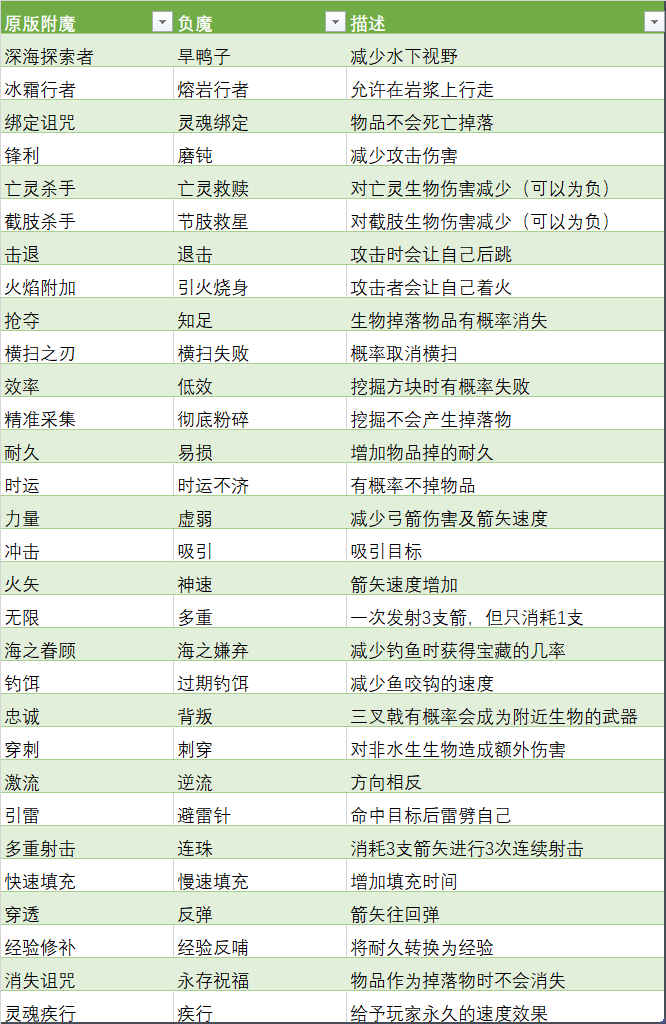 原版附魔 负魔 描述
深海探索者 旱鸭子 减少水下视野
冰霜行者 熔岩行者 允许在岩浆上行走
绑定诅咒 灵魂绑定 物品不会死亡掉落
锋利 磨钝 减少攻击伤害
亡灵杀手 亡灵救赎 对亡灵生物伤害减少（可以为负）
截肢杀手 节肢救星 对截肢生物伤害减少（可以为负）
击退 退击 攻击时会让自己后跳
火焰附加 引火烧身 攻击者会让自己着火
抢夺 知足 生物掉落物品有概率消失
横扫之刃 横扫失败 概率取消横扫
效率 低效 挖掘方块时有概率失败
精准采集 彻底粉碎 挖掘不会产生掉落物
耐久 易损 增加物品掉的耐久
时运 时运不济 有概率不掉物品
力量 虚弱 减少弓箭伤害及箭矢速度
冲击 吸引 吸引目标
火矢 神速 箭矢速度增加
无限 多重 一次发射3支箭，但只消耗1支
海之眷顾 海之嫌弃 减少钓鱼时获得宝藏的几率
钓饵 过期钓饵 减少鱼咬钩的速度
忠诚 背叛 三叉戟有概率会成为附近生物的武器
穿刺 刺穿 对非水生生物造成额外伤害
激流 逆流 方向相反
引雷 避雷针 命中目标后雷劈自己
多重射击 连珠 消耗3支箭矢进行3次连续射击
快速填充 慢速填充 增加填充时间
穿透 反弹 箭矢往回弹
经验修补 经验反哺 将耐久转换为经验
消失诅咒 永存祝福 物品作为掉落物时不会消失
灵魂疾行 疾行 给予玩家永久的速度效果